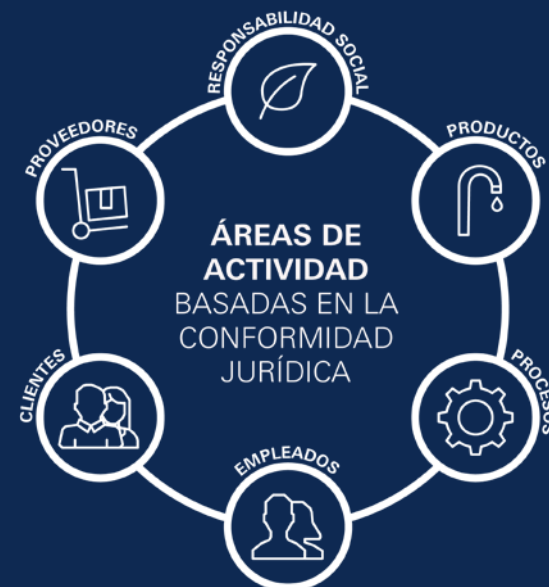 RESPONSABILIDAD SOCIAL
PROVEEDORES
PRODUCTOS
ÁREAS DE
ACTIVIDAD
BASADAS EN LA
CONFORMIDAD
JURÍDICA
CLIENTES
PROCESOS
EMPLEADOS